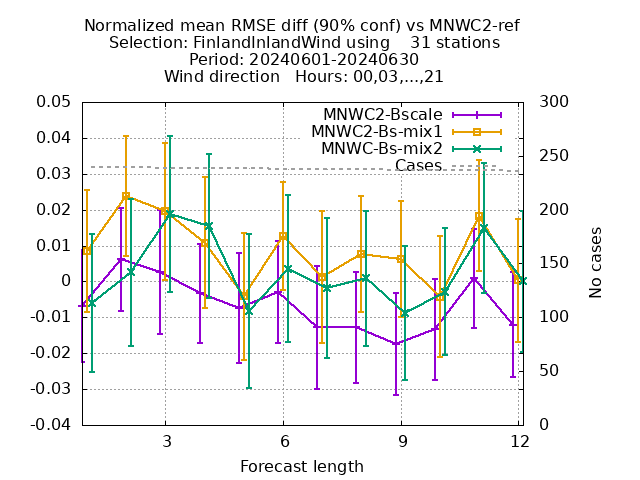 Normalized mean RMSE diff (90% conf) vs MNWC2-ref
Selection: FinlandInlandWind using    31 stations
Period: 20240601-20240630
Wind direction   Hours: 00,03,...,21
MNWC2-Bscale
MNWC2-Bs-mix1
MNWC-Bs-mix2
Cases
0.05
0.04
0.03
0.02
0.01
0
-0.01
-0.02
-0.03
-0.04
300
250
200
150
100
50
0
No cases
3
6
9
12
Forecast length